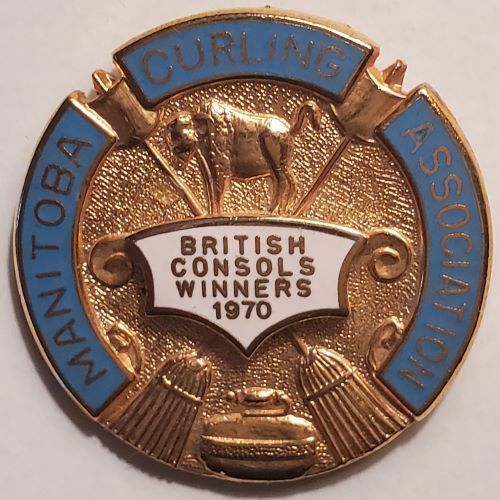 MANITOBA
CURLING
ASSOCIATION
BRITISH
CONSOLS
WINNERS
1970